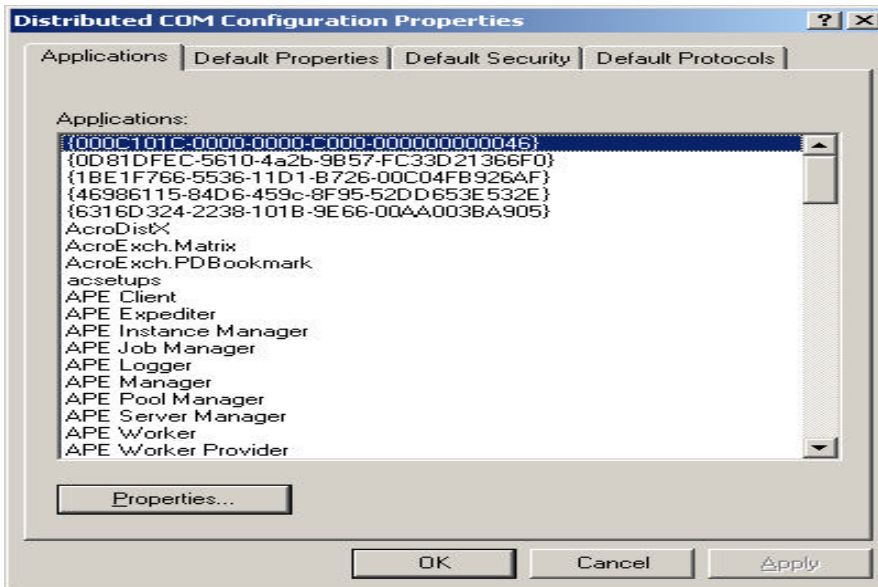 Distributed COM Configuration Properties
Applications
Default Properties
Default Security
Default Protocols
Applications:
{000C101C-0000-0000-C000-000000000046}
{0D81DFEC-5610-4a2b-9B57-FC33D21366F0}
{1BE1F766-5536-11D1-B726-00C04FB926AF}
{46986115-84D6-459c-8F95-52DD653E532E}
{6316D324-2238-101B-9E66-00AA003BA905}
AcroDistX
AcroExch.Matrix
AcroExch.PDBookmark
acsetups
APE Client
APE Expediter
APE Instance Manager
APE Job Manager
APE Logger
APE Manager
APE Pool Manager
APE Server Manager
APE Worker
APE Worker Provider
Properties...
OK
Cancel
Apply